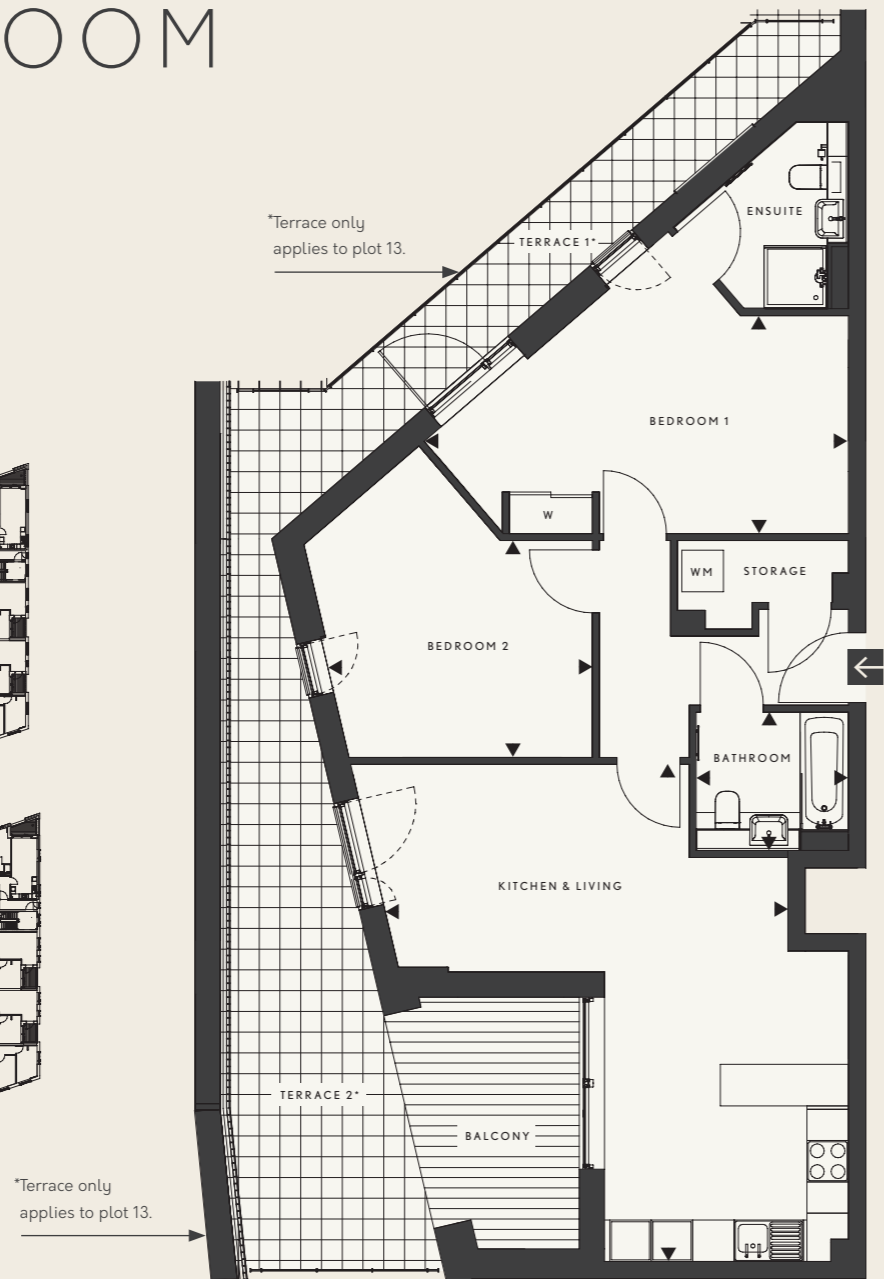 OOM
*Terrace only
applies to plot 13.
TERRACE 1*
ENSUITE
BEDROOM 1
W
WM
STORAGE
BEDROOM 2
BATHROOM
KITCHEN & LIVING
TERRACE 2*
BALCONY
*Terrace only
applies to plot 13.